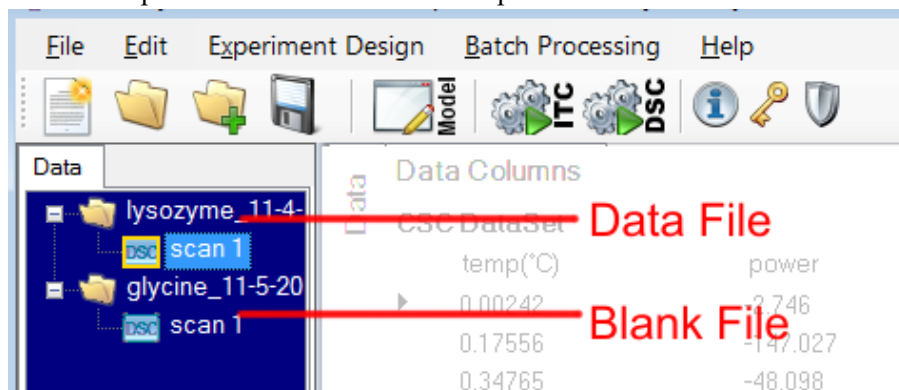 File Edit Experiment Design Batch Processing Help
Model ITC DSC
Data
lysozyme_11-4-
DSC scan 1
glycine_11-5-20
DSC scan 1
Data
Data Columns
CSC DataSet
Data File
temp(°C) power
0.00242 -2.746
Blank File
0.17556 -147.027
0.34765 -48.098